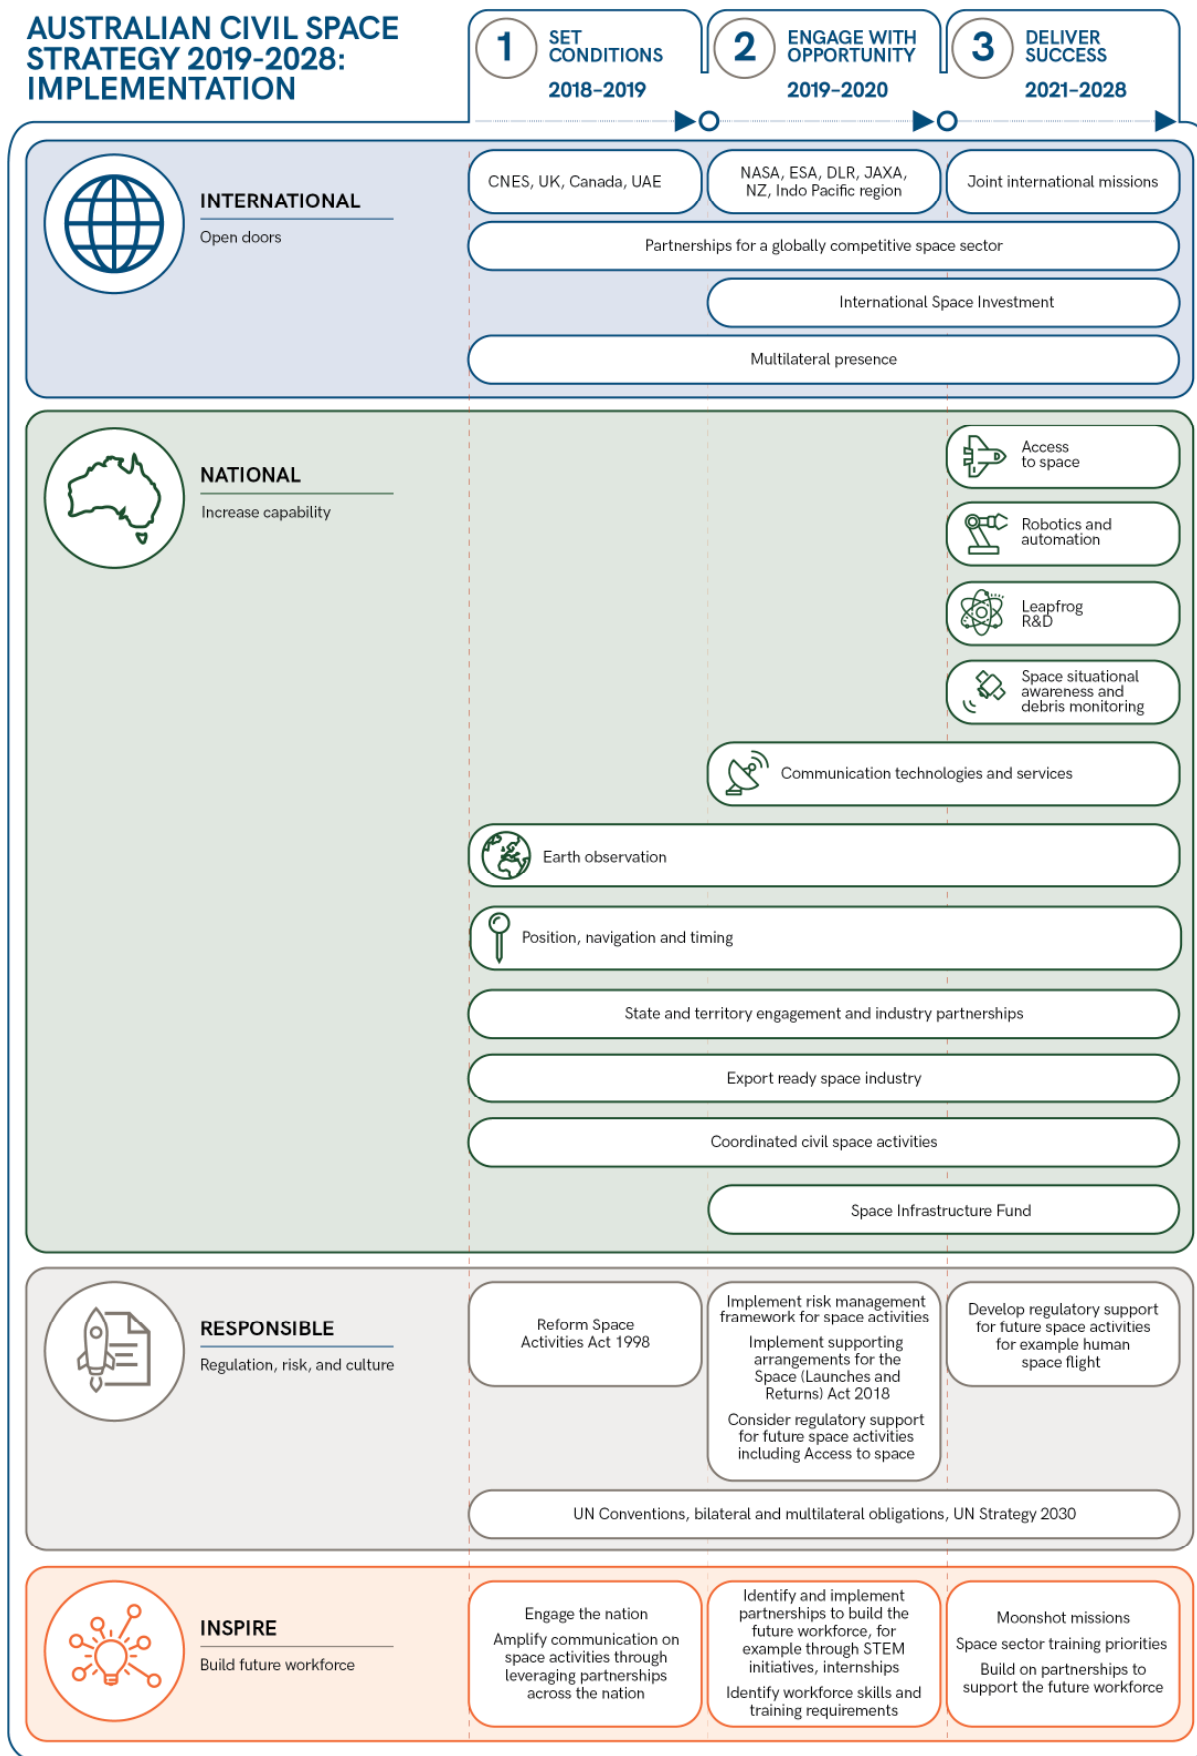 AUSTRALIAN CIVIL SPACE
STRATEGY 2019-2028:
IMPLEMENTATION
1
SET
CONDITIONS
2018–2019
2
ENGAGE WITH
OPPORTUNITY
2019–2020
3
DELIVER
SUCCESS
2021–2028
INTERNATIONAL
Open doors
CNES, UK, Canada, UAE
NASA, ESA, DLR, JAXA,
NZ, Indo Pacific region
Joint international missions
Partnerships for a globally competitive space sector
International Space Investment
Multilateral presence
NATIONAL
Increase capability
Access
to space
Robotics and
automation
Leapfrog
R&D
Space situational
awareness and
debris monitoring
Communication technologies and services
Earth observation
Position, navigation and timing
State and territory engagement and industry partnerships
Export ready space industry
Coordinated civil space activities
Space Infrastructure Fund
RESPONSIBLE
Regulation, risk, and culture
Reform Space
Activities Act 1998
Implement risk management
framework for space activities
Implement supporting
arrangements for the
Space (Launches and
Returns) Act 2018
Consider regulatory support
for future space activities
including Access to space
Develop regulatory support
for future space activities
for example human
space flight
UN Conventions, bilateral and multilateral obligations, UN Strategy 2030
INSPIRE
Build future workforce
Engage the nation
Amplify communication on
space activities through
leveraging partnerships
across the nation
Identify and implement
partnerships to build the
future workforce, for
example through STEM
initiatives, internships
Identify workforce skills and
training requirements
Moonshot missions
Space sector training priorities
Build on partnerships to
support the future workforce